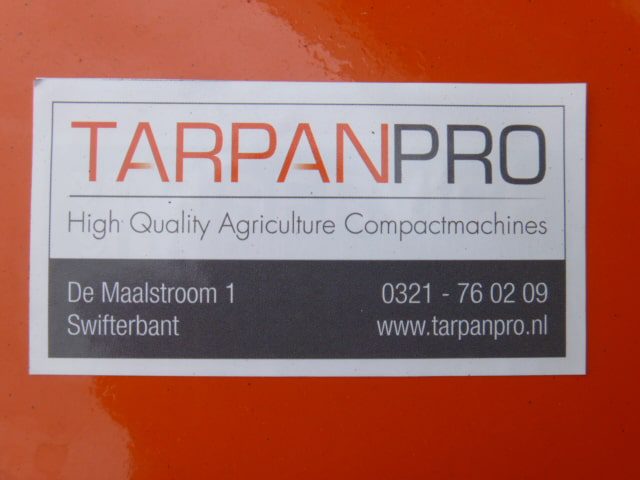 TARPANPRO
High Quality Agriculture Compactmachines
De Maalstroom 1 0321 - 76 02 09
Swifterbant www.tarpanpro.nl